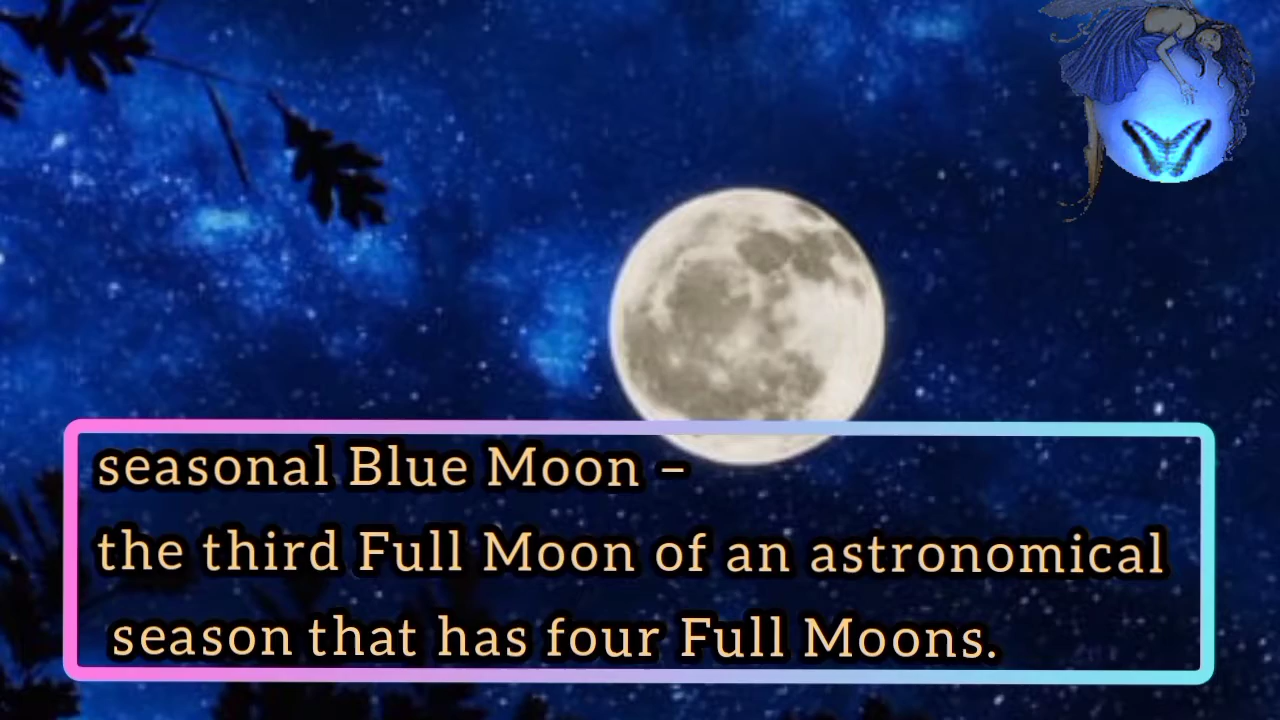 seasonal Blue Moon –
the third Full Moon of an astronomical
season that has four Full Moons.